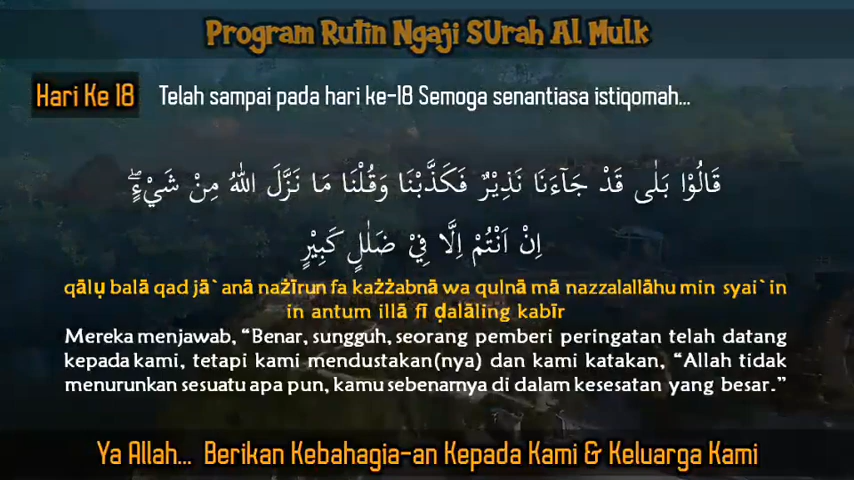 Program Rutin Ngaji SUrah Al Mulk
Hari Ke 18
Telah sampai pada hari ke-18 Semoga senantiasa istiqomah...
قَالُوْا بَلٰى قَدْ جَاۤءَنَا نَذِيْرٌ فَكَذَّبْنَا وَقُلْنَا مَا نَزَّلَ اللّٰهُ مِنْ شَيْءٍۖ
اِنْ اَنْتُمْ اِلَّا فِيْ ضَلٰلٍ كَبِيْرٍ
qālụ balā qad jā`anā nażīrun fa każżabnā wa qulnā mā nazzalallāhu min syai`in
in antum illā fī ḍalāling kabīr
Mereka menjawab, “Benar, sungguh, seorang pemberi peringatan telah datang
kepada kami, tetapi kami mendustakan(nya) dan kami katakan, “Allah tidak
menurunkan sesuatu apa pun, kamu sebenarnya di dalam kesesatan yang besar.”
Ya Allah... Berikan Kebahagia-an Kepada Kami & Keluarga Kami